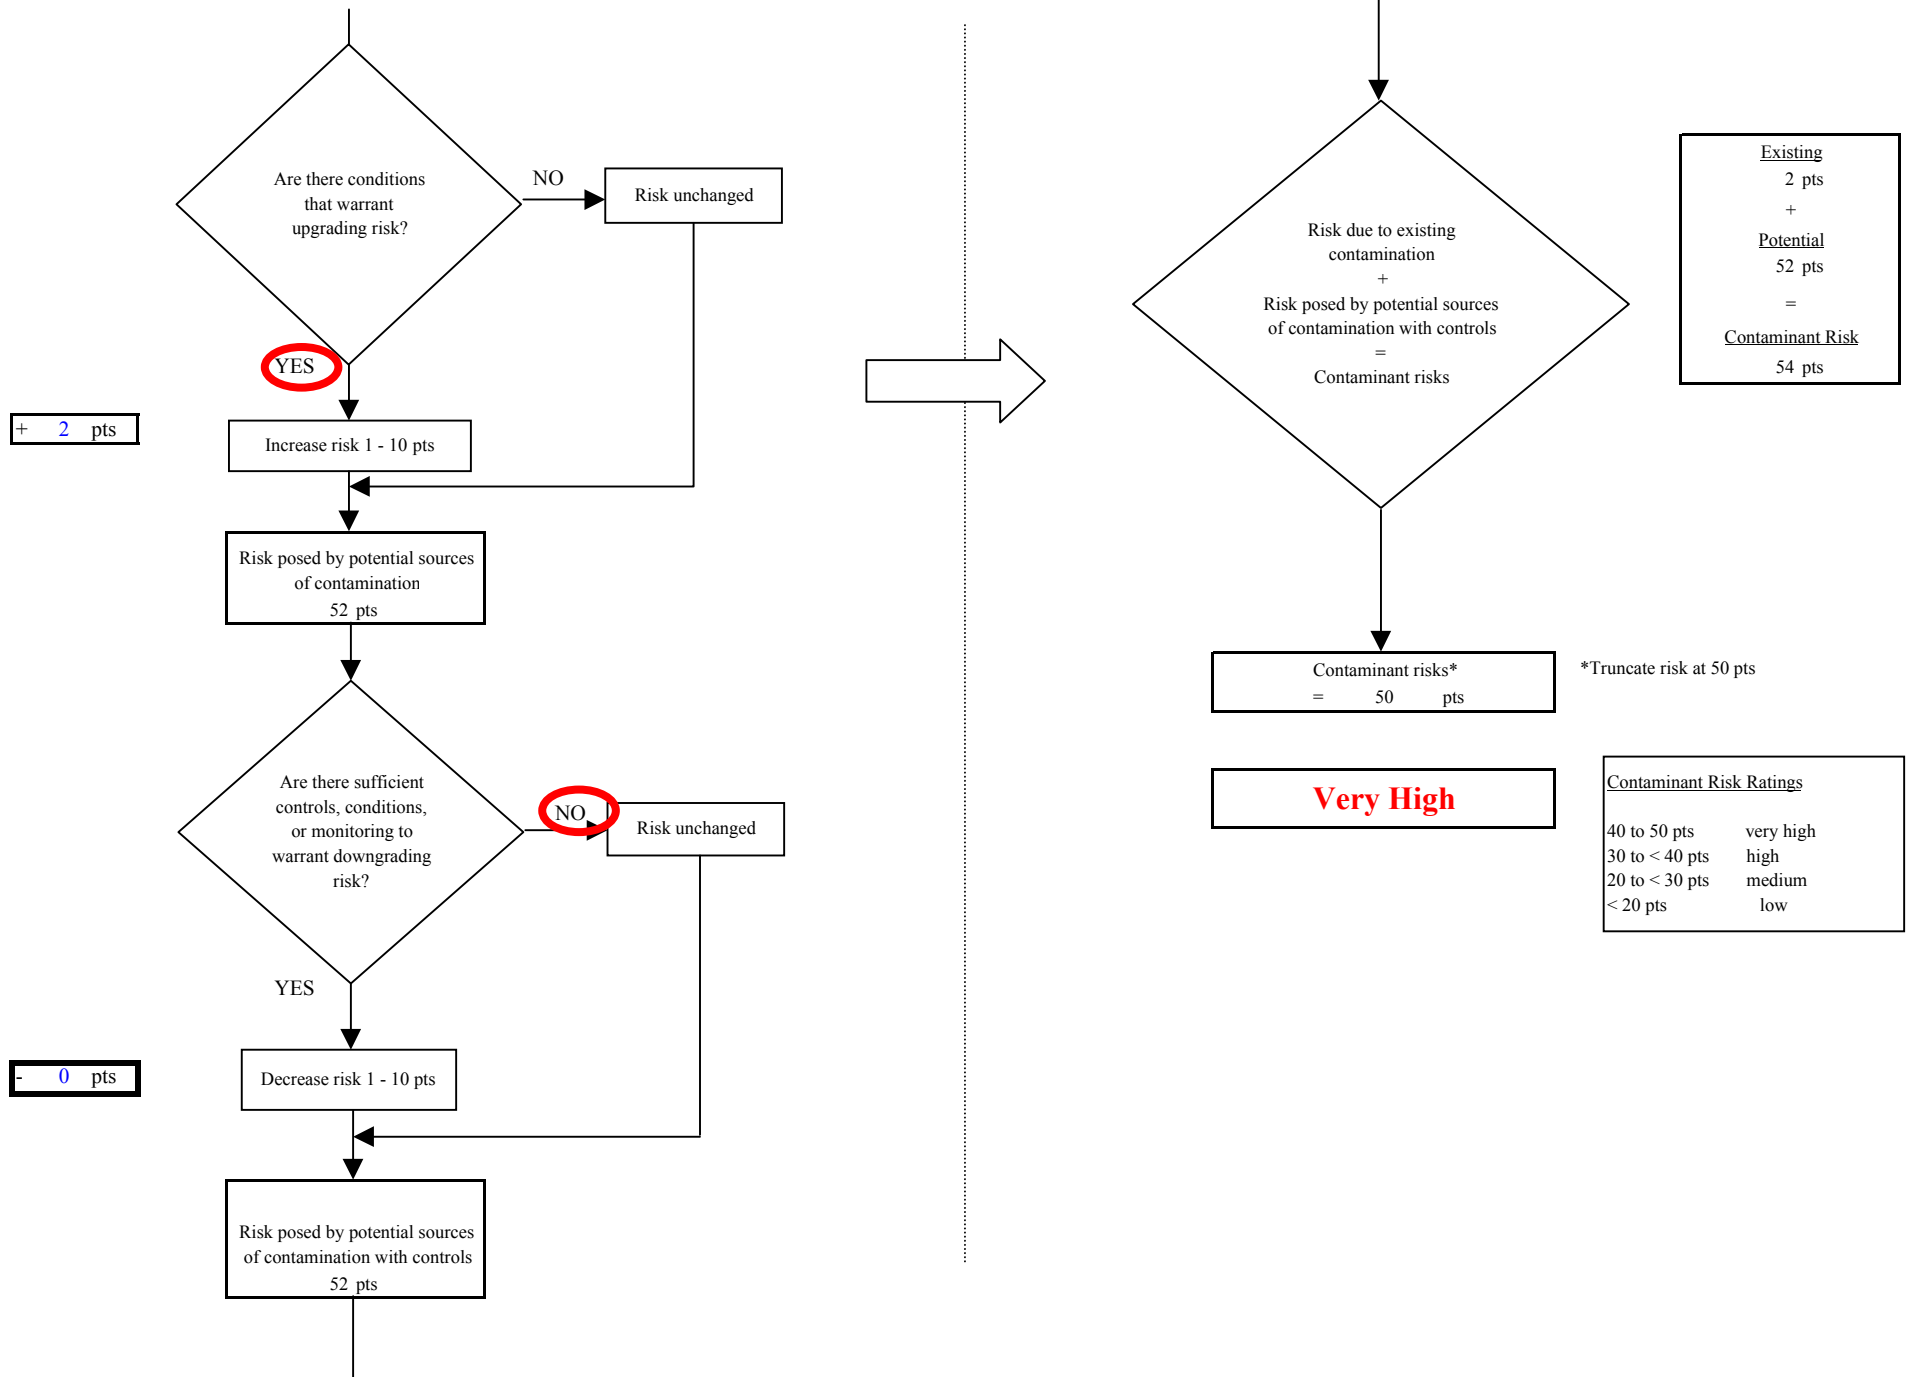 Are there conditions
that warrant
upgrading risk?
NO
Risk unchanged
YES
+ 2 pts
Increase risk 1 - 10 pts
Risk posed by potential sources
of contamination
52 pts
Are there sufficient
controls, conditions,
or monitoring to
warrant downgrading
risk?
NO
Risk unchanged
YES
- 0 pts
Decrease risk 1 - 10 pts
Risk posed by potential sources
of contamination with controls
52 pts
Risk due to existing
contamination
+
Risk posed by potential sources
of contamination with controls
=
Contaminant risks
Existing
2 pts
+
Potential
52 pts
=
Contaminant Risk
54 pts
Contaminant risks*
= 50 pts
*Truncate risk at 50 pts
Very High
Contaminant Risk Ratings
40 to 50 pts very high
30 to < 40 pts high
20 to < 30 pts medium
< 20 pts low